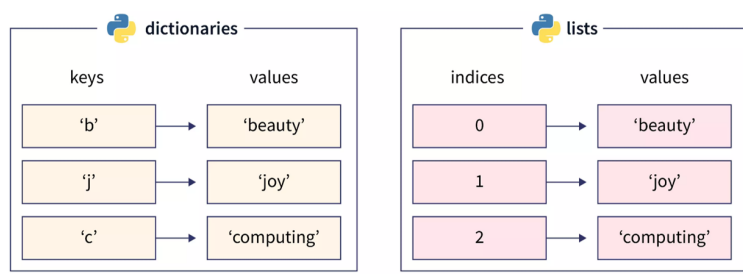 dictionaries
keys values
‘b’ ‘beauty’
‘j’ ‘joy’
‘c’ ‘computing’
lists
indices values
0 ‘beauty’
1 ‘joy’
2 ‘computing’